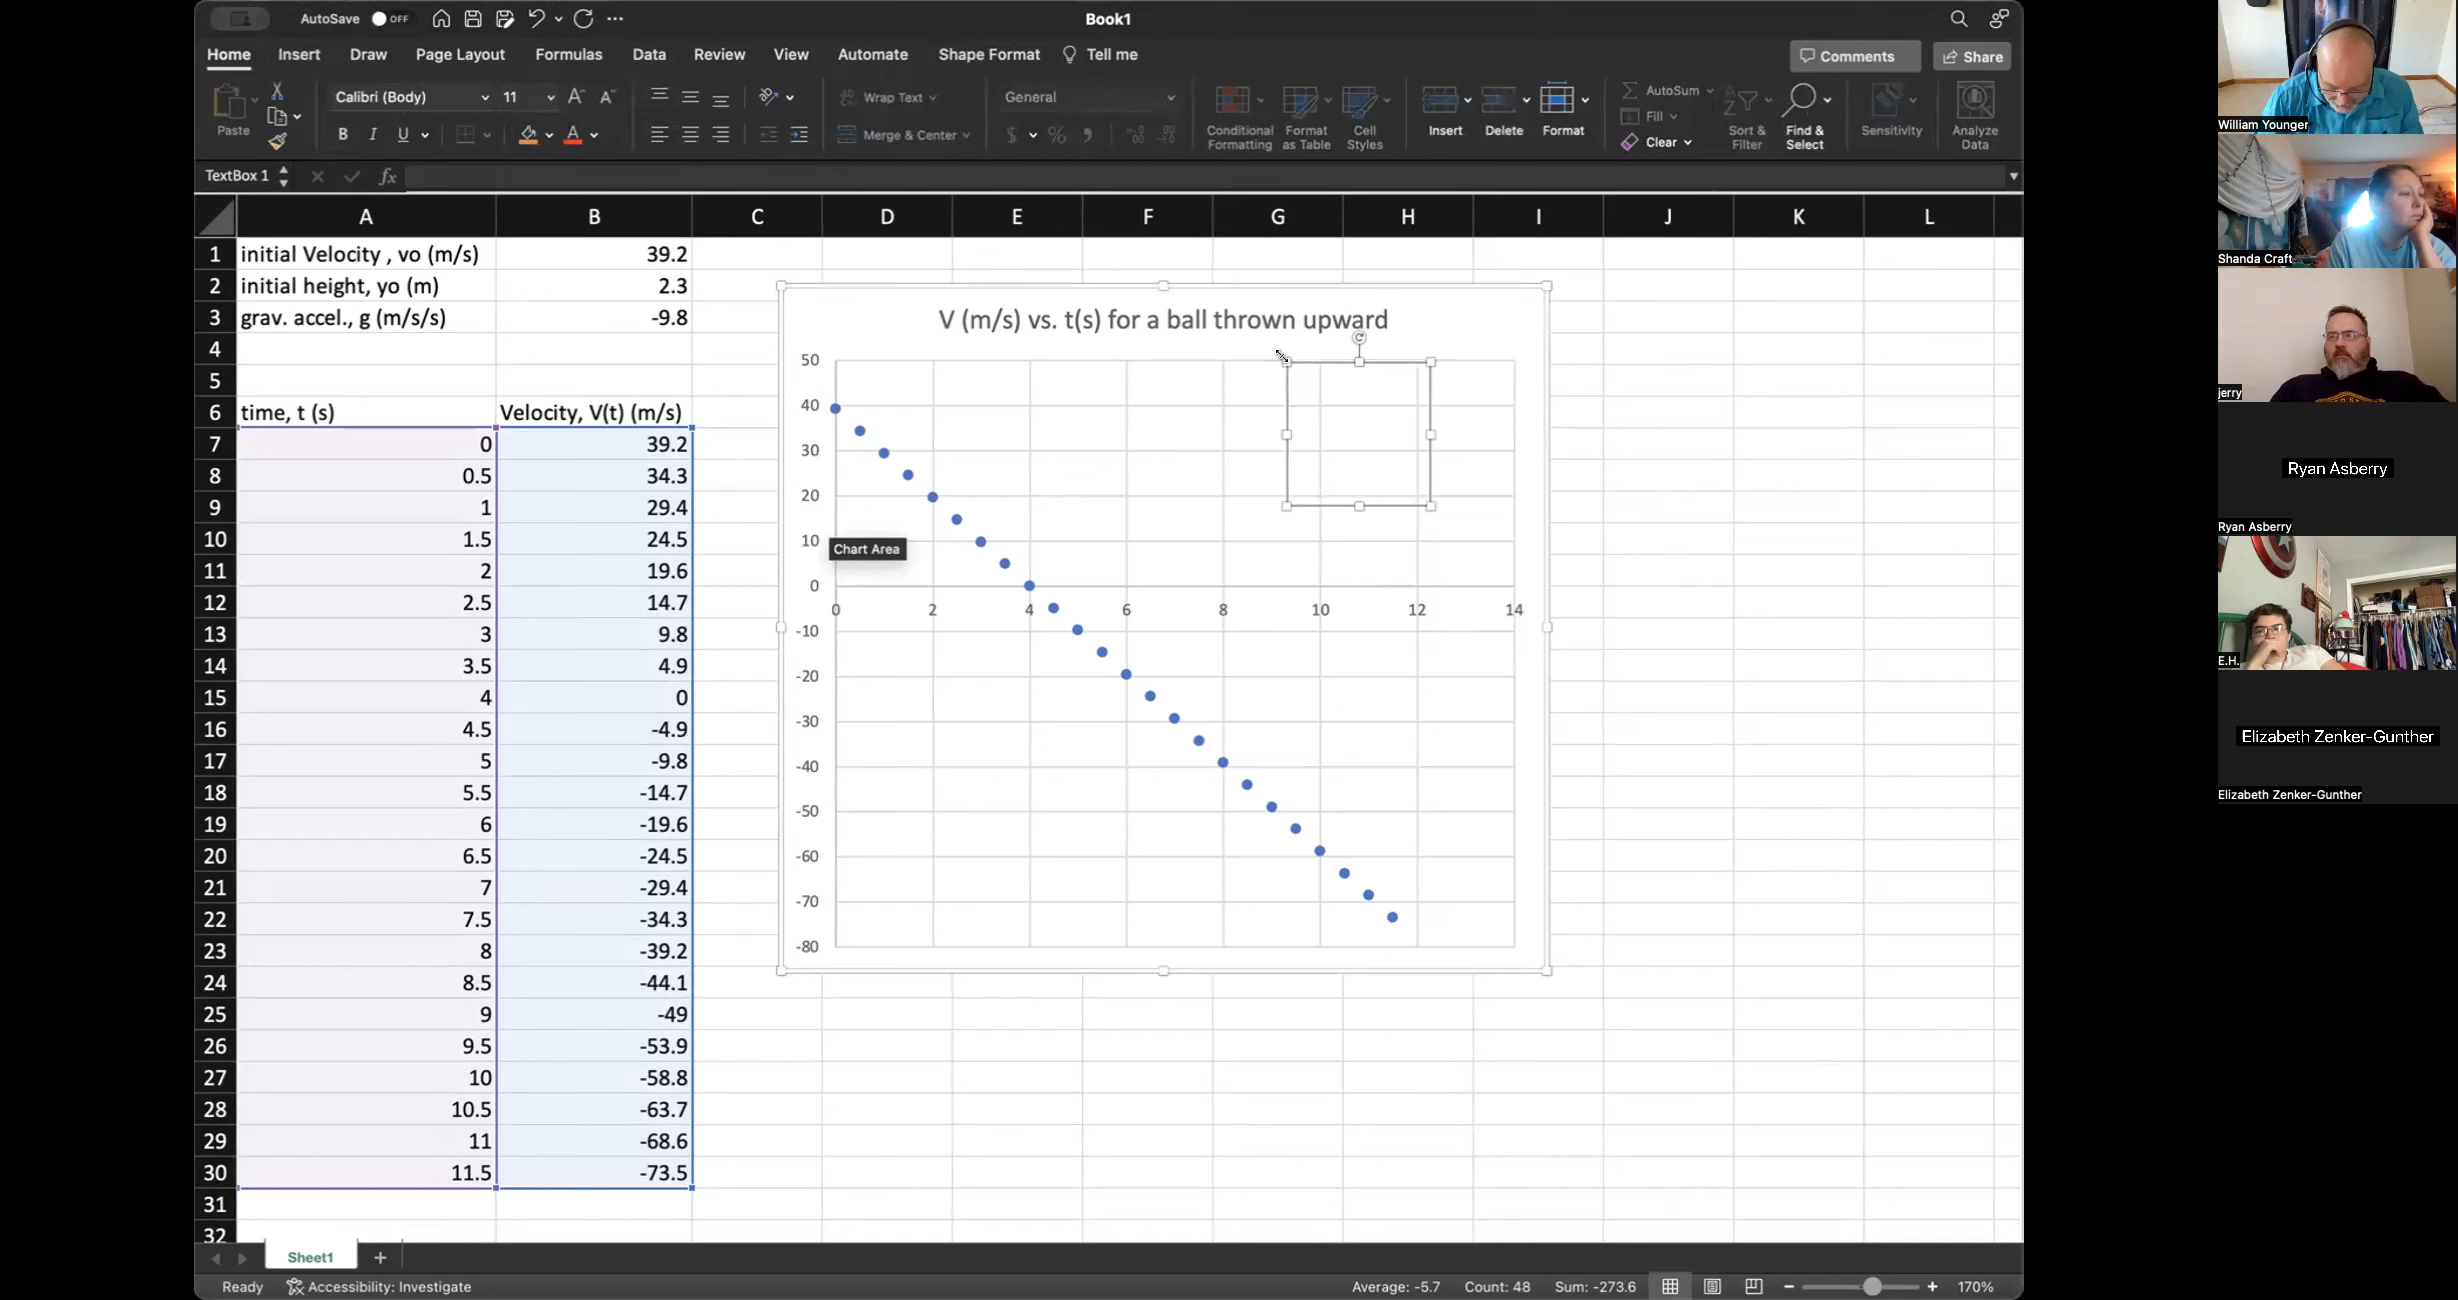 AutoSave OFF Book1
Home Insert Draw Page Layout Formulas Data Review View Automate Shape Format Tell me Comments Share
Paste Calibri (Body) 11 Wrap Text General Conditional Formatting Format as Table Cell Styles Insert Delete Format AutoSum Fill Clear Sort & Filter Find & Select Sensitivity Analyze Data
B I U A Merge & Center $ %
TextBox 1 fx
A B C D E F G H I J K L
1 initial Velocity , vo (m/s) 39.2
2 initial height, yo (m) 2.3
3 grav. accel., g (m/s/s) -9.8
4
5
6 time, t (s) Velocity, V(t) (m/s)
7 0 39.2
8 0.5 34.3
9 1 29.4
10 1.5 24.5
11 2 19.6
12 2.5 14.7
13 3 9.8
14 3.5 4.9
15 4 0
16 4.5 -4.9
17 5 -9.8
18 5.5 -14.7
19 6 -19.6
20 6.5 -24.5
21 7 -29.4
22 7.5 -34.3
23 8 -39.2
24 8.5 -44.1
25 9 -49
26 9.5 -53.9
27 10 -58.8
28 10.5 -63.7
29 11 -68.6
30 11.5 -73.5
31
32
V (m/s) vs. t(s) for a ball thrown upward
50
40
30
20
10
Chart Area
0
0 2 4 6 8 10 12 14
-10
-20
-30
-40
-50
-60
-70
-80
Sheet1 +
Ready Accessibility: Investigate Average: -5.7 Count: 48 Sum: -273.6 170%
William Younger
Shanda Craft
jerry
Ryan Asberry
Ryan Asberry
E.H.
Elizabeth Zenker-Gunther
Elizabeth Zenker-Gunther